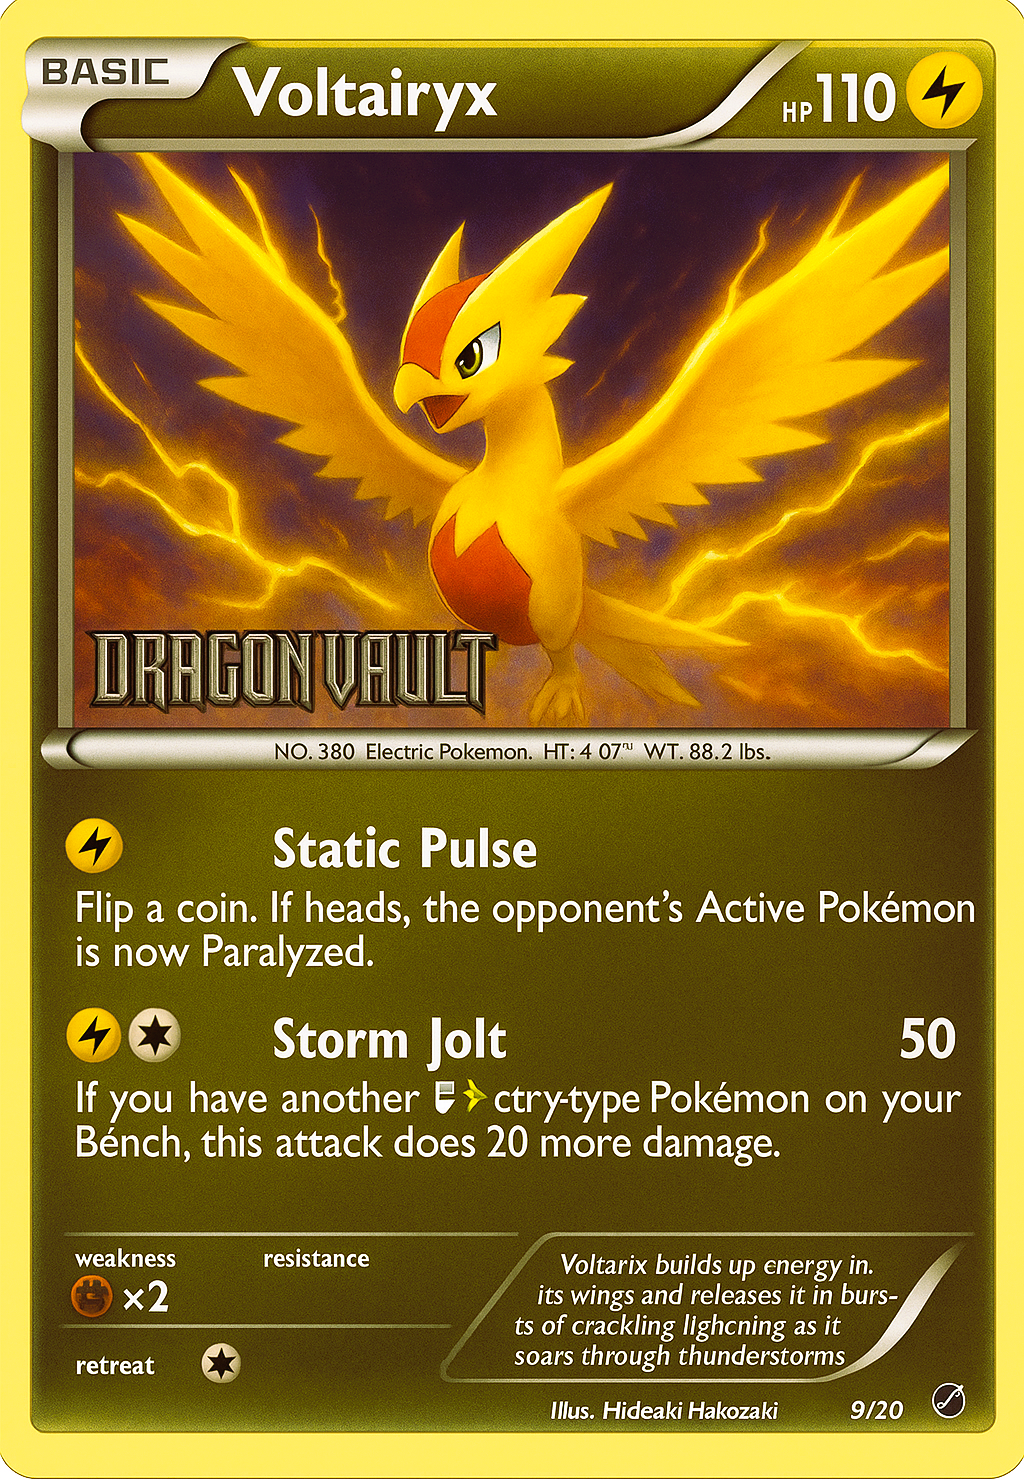 BASIC
Voltairyx
HP 110
DRAGON VAULT
NO. 380 Electric Pokemon. HT: 4 07 WT. 88.2 lbs.
Static Pulse
Flip a coin. If heads, the opponent's Active Pokémon
is now Paralyzed.
Storm Jolt 50
If you have another ctry-type Pokémon on your
Bénch, this attack does 20 more damage.
weakness resistance
×2
retreat
Voltarix builds up energy in.
its wings and releases it in burs-
ts of crackling lighcning as it
soars through thunderstorms
Illus. Hideaki Hakozaki 9/20